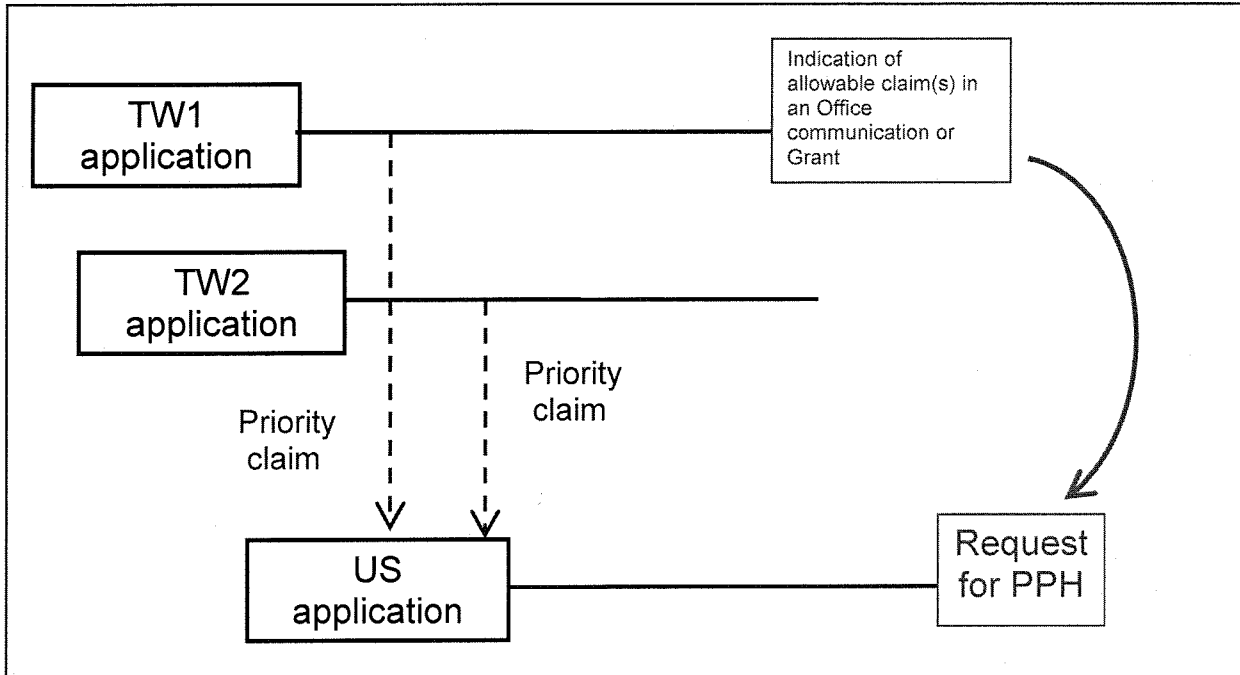 Indication of
allowable claim(s) in
an Office
communication or
Grant
TW1
application
TW2
application
Priority
claim
Priority
claim
US
application
Request
for PPH